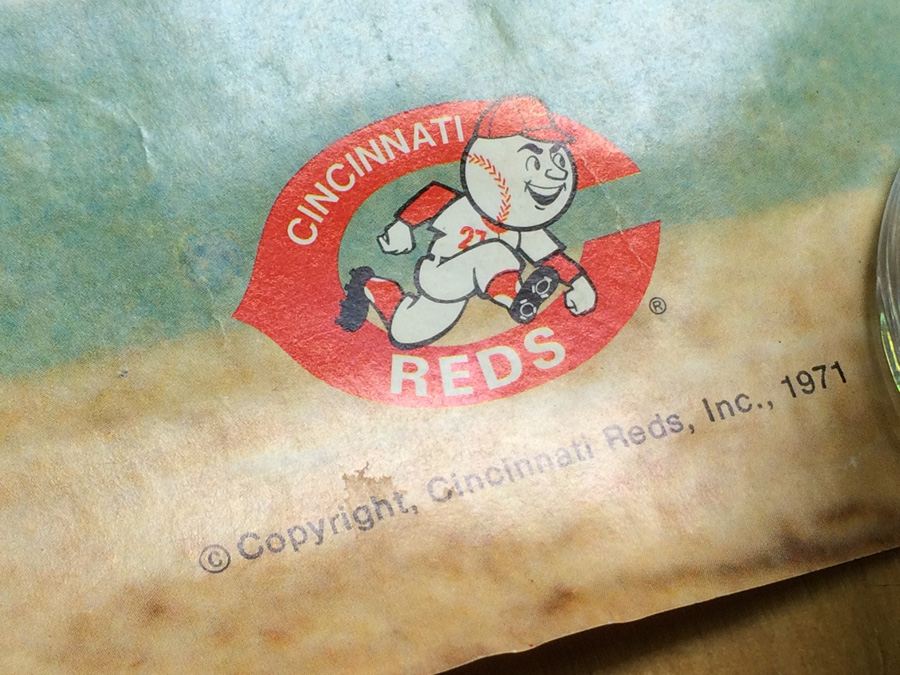 CINCINNATI
27
REDS
®
© Copyright, Cincinnati Reds, Inc., 1971